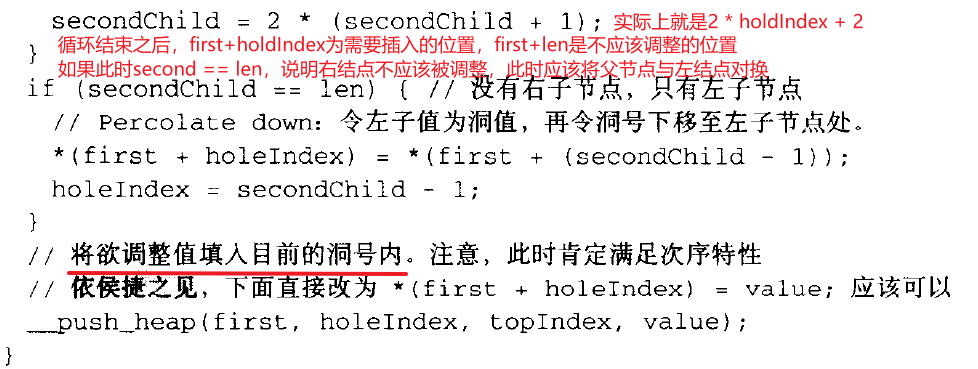 secondChild = 2 * (secondChild + 1); 实际上就是2 * holdIndex + 2
} 循环结束之后，first+holdIndex为需要插入的位置，first+len是不应该调整的位置
如果此时second == len，说明右结点不应该被调整，此时应该将父节点与左结点对换
if (secondChild == len) { // 没有右子节点，只有左子节点
// Percolate down：令左子值为洞值，再令洞号下移至左子节点处。
*(first + holeIndex) = *(first + (secondChild - 1));
holeIndex = secondChild - 1;
}
// 将欲调整值填入目前的洞号内。注意，此时肯定满足次序特性
// 依侯捷之见，下面直接改为 *(first + holeIndex) = value; 应该可以
__push_heap(first, holeIndex, topIndex, value);
}